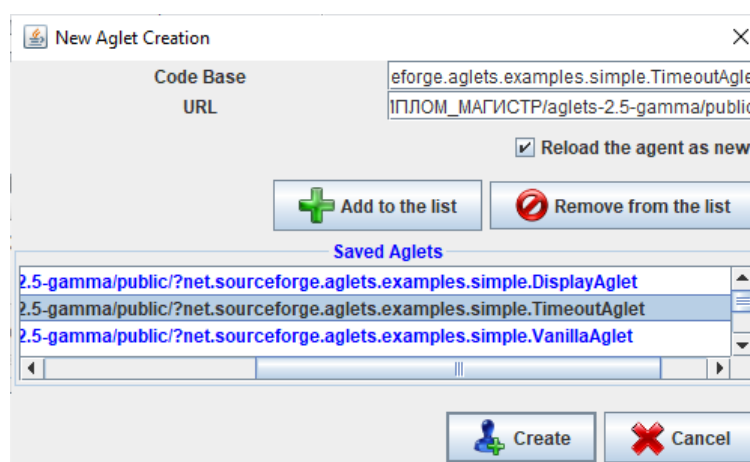 New Aglet Creation
Code Base eforge.aglets.examples.simple.TimeoutAgle
URL ІПЛОМ_МАГИСТР/aglets-2.5-gamma/public
Reload the agent as new
Add to the list Remove from the list
Saved Aglets
2.5-gamma/public/?net.sourceforge.aglets.examples.simple.DisplayAglet
2.5-gamma/public/?net.sourceforge.aglets.examples.simple.TimeoutAglet
2.5-gamma/public/?net.sourceforge.aglets.examples.simple.VanillaAglet
Create Cancel